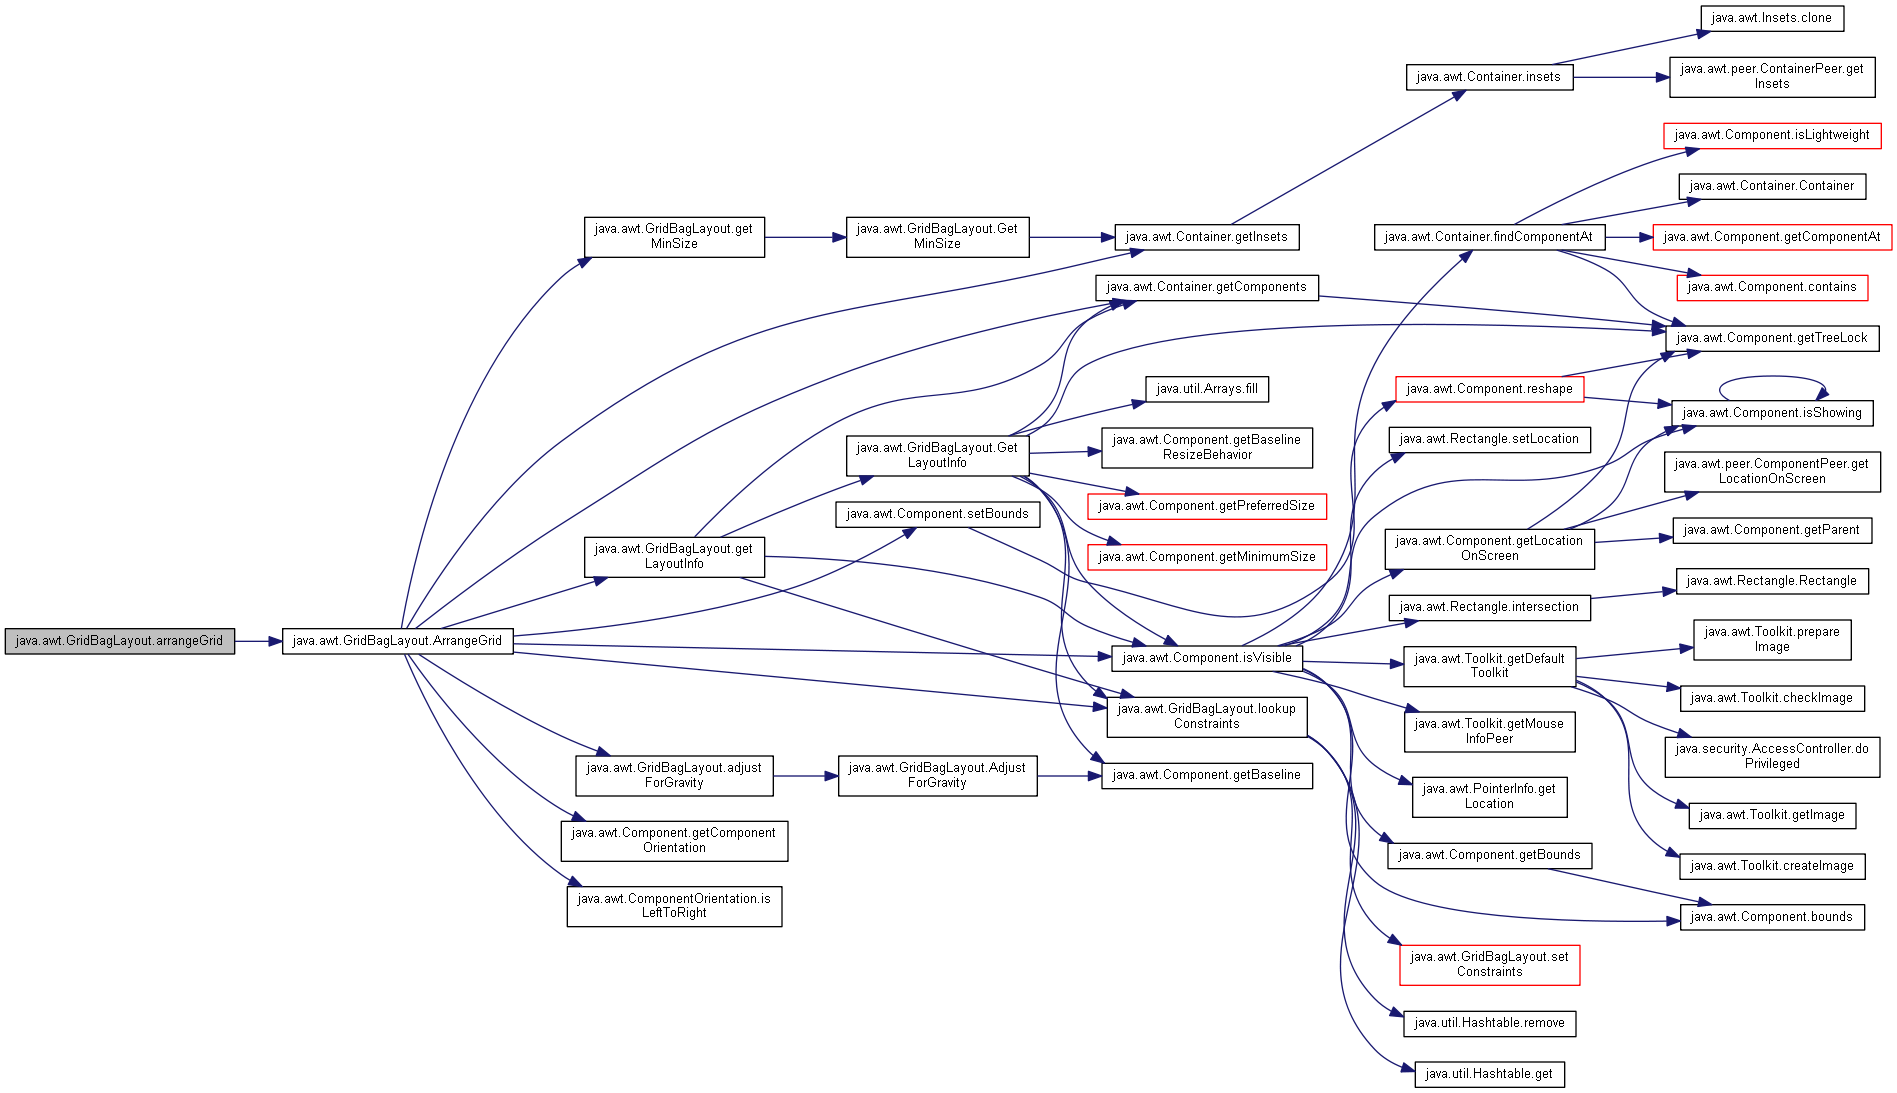 java.awt.GridBagLayout.arrangeGrid
java.awt.GridBagLayout.ArrangeGrid
java.awt.GridBagLayout.get
MinSize
java.awt.GridBagLayout.get
LayoutInfo
java.awt.GridBagLayout.adjust
ForGravity
java.awt.Component.getComponent
Orientation
java.awt.ComponentOrientation.is
LeftToRight
java.awt.GridBagLayout.Get
MinSize
java.awt.GridBagLayout.Get
LayoutInfo
java.awt.Component.setBounds
java.awt.GridBagLayout.Adjust
ForGravity
java.awt.Container.getInsets
java.awt.Container.getComponents
java.util.Arrays.fill
java.awt.Component.getBaseline
ResizeBehavior
java.awt.Component.getPreferredSize
java.awt.Component.getMinimumSize
java.awt.Component.isVisible
java.awt.GridBagLayout.lookup
Constraints
java.awt.Component.getBaseline
java.awt.Container.insets
java.awt.Container.findComponentAt
java.awt.Component.reshape
java.awt.Rectangle.setLocation
java.awt.Component.getLocation
OnScreen
java.awt.Rectangle.intersection
java.awt.Toolkit.getDefault
Toolkit
java.awt.Toolkit.getMouse
InfoPeer
java.awt.PointerInfo.get
Location
java.awt.Component.getBounds
java.awt.GridBagLayout.set
Constraints
java.util.Hashtable.remove
java.util.Hashtable.get
java.awt.Insets.clone
java.awt.peer.ContainerPeer.get
Insets
java.awt.Component.isLightweight
java.awt.Container.Container
java.awt.Component.getComponentAt
java.awt.Component.contains
java.awt.Component.getTreeLock
java.awt.Component.isShowing
java.awt.peer.ComponentPeer.get
LocationOnScreen
java.awt.Component.getParent
java.awt.Rectangle.Rectangle
java.awt.Toolkit.prepare
Image
java.awt.Toolkit.checkImage
java.security.AccessController.do
Privileged
java.awt.Toolkit.getImage
java.awt.Toolkit.createImage
java.awt.Component.bounds